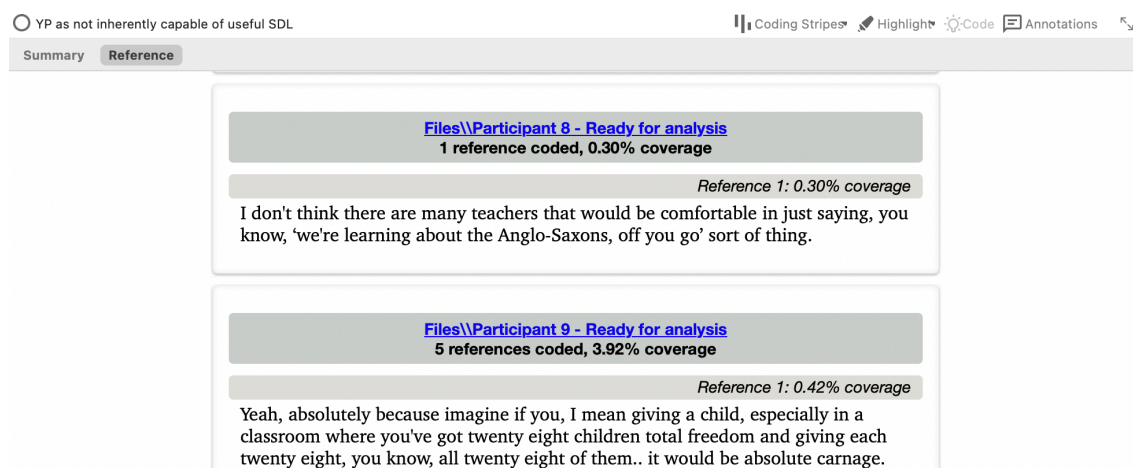 YP as not inherently capable of useful SDL
Coding Stripes Highlight Code Annotations
Summary Reference
Files\\Participant 8 - Ready for analysis
1 reference coded, 0.30% coverage
Reference 1: 0.30% coverage
I don't think there are many teachers that would be comfortable in just saying, you
know, ‘we're learning about the Anglo-Saxons, off you go’ sort of thing.
Files\\Participant 9 - Ready for analysis
5 references coded, 3.92% coverage
Reference 1: 0.42% coverage
Yeah, absolutely because imagine if you, I mean giving a child, especially in a
classroom where you've got twenty eight children total freedom and giving each
twenty eight, you know, all twenty eight of them.. it would be absolute carnage.